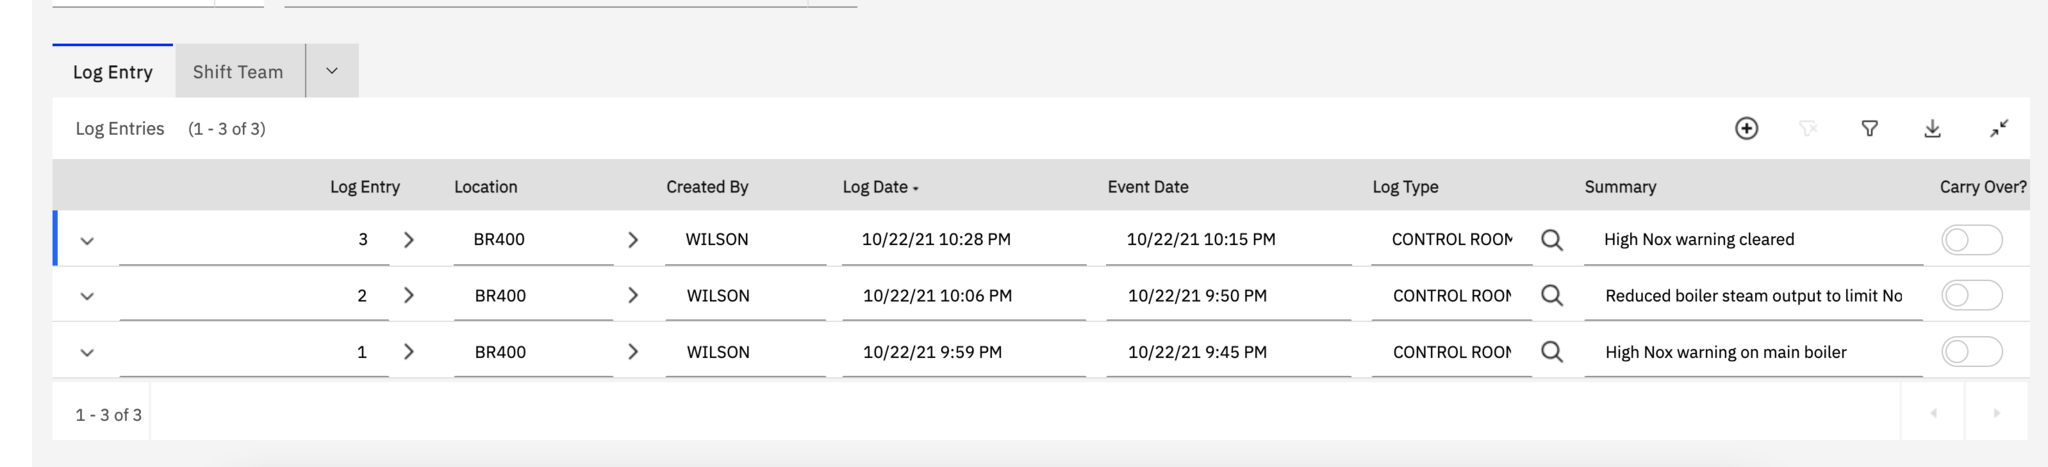 Log Entry Shift Team
Log Entries (1 - 3 of 3)
Log Entry Location Created By Log Date Event Date Log Type Summary Carry Over?
3 BR400 WILSON 10/22/21 10:28 PM 10/22/21 10:15 PM CONTROL ROOM High Nox warning cleared
2 BR400 WILSON 10/22/21 10:06 PM 10/22/21 9:50 PM CONTROL ROOM Reduced boiler steam output to limit No
1 BR400 WILSON 10/22/21 9:59 PM 10/22/21 9:45 PM CONTROL ROOM High Nox warning on main boiler
1 - 3 of 3